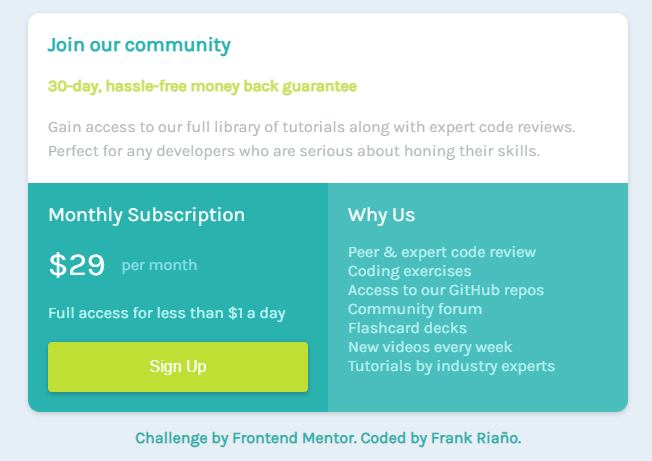 Join our community
30-day, hassle-free money back guarantee
Gain access to our full library of tutorials along with expert code reviews.
Perfect for any developers who are serious about honing their skills.
Monthly Subscription
$29 per month
Full access for less than $1 a day
Sign Up
Why Us
Peer & expert code review
Coding exercises
Access to our GitHub repos
Community forum
Flashcard decks
New videos every week
Tutorials by industry experts
Challenge by Frontend Mentor. Coded by Frank Riaño.